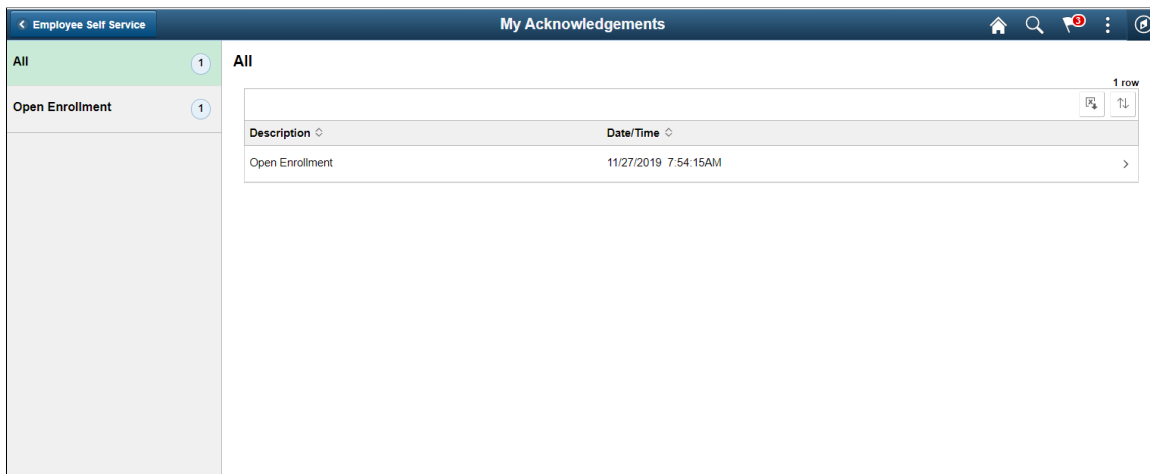 Employee Self Service
My Acknowledgements
3
All 1
Open Enrollment 1
All
1 row
Description Date/Time
Open Enrollment 11/27/2019 7:54:15AM